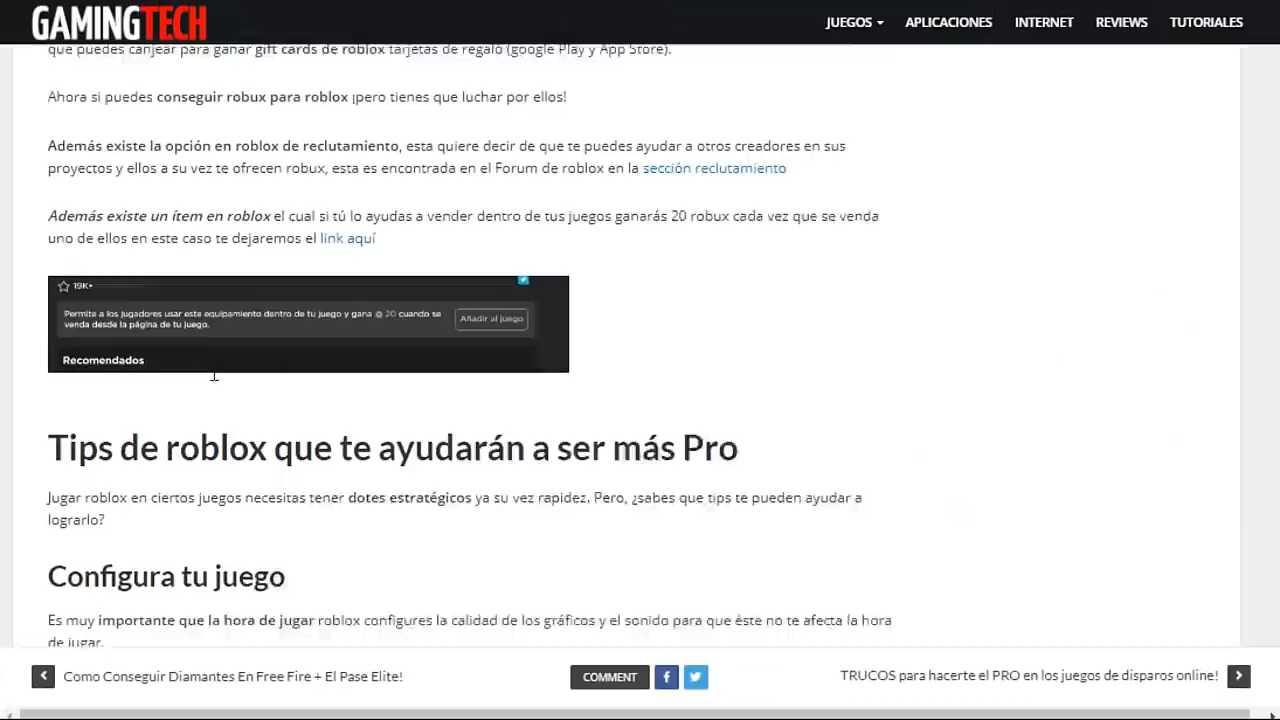 GAMINGTECH
JUEGOS APLICACIONES INTERNET REVIEWS TUTORIALES
que puedes canjear para ganar gift cards de roblox tarjetas de regalo (google Play y App Store).
Ahora si puedes conseguir robux para roblox ¡pero tienes que luchar por ellos!
Además existe la opción en roblox de reclutamiento, esta quiere decir de que te puedes ayudar a otros creadores en sus
proyectos y ellos a su vez te ofrecen robux, esta es encontrada en el Forum de roblox en la sección reclutamiento
Además existe un ítem en roblox el cual si tú lo ayudas a vender dentro de tus juegos ganarás 20 robux cada vez que se venda
uno de ellos en este caso te dejaremos el link aquí
19K+
Permite a los jugadores usar este equipamiento dentro de tu juego y gana 20 cuando se
venda desde la página de tu juego.
Añadir al juego
Recomendados
Tips de roblox que te ayudarán a ser más Pro
Jugar roblox en ciertos juegos necesitas tener dotes estratégicos ya su vez rapidez. Pero, ¿sabes que tips te pueden ayudar a
lograrlo?
Configura tu juego
Es muy importante que la hora de jugar roblox configures la calidad de los gráficos y el sonido para que éste no te afecta la hora
de jugar.
Como Conseguir Diamantes En Free Fire + El Pase Elite!
COMMENT
TRUCOS para hacerte el PRO en los juegos de disparos online!